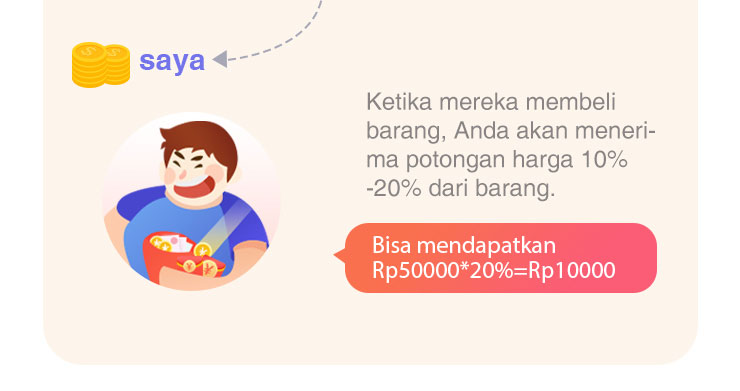 saya
Ketika mereka membeli
barang, Anda akan meneri-
ma potongan harga 10%
-20% dari barang.
Bisa mendapatkan
Rp50000*20%=Rp10000